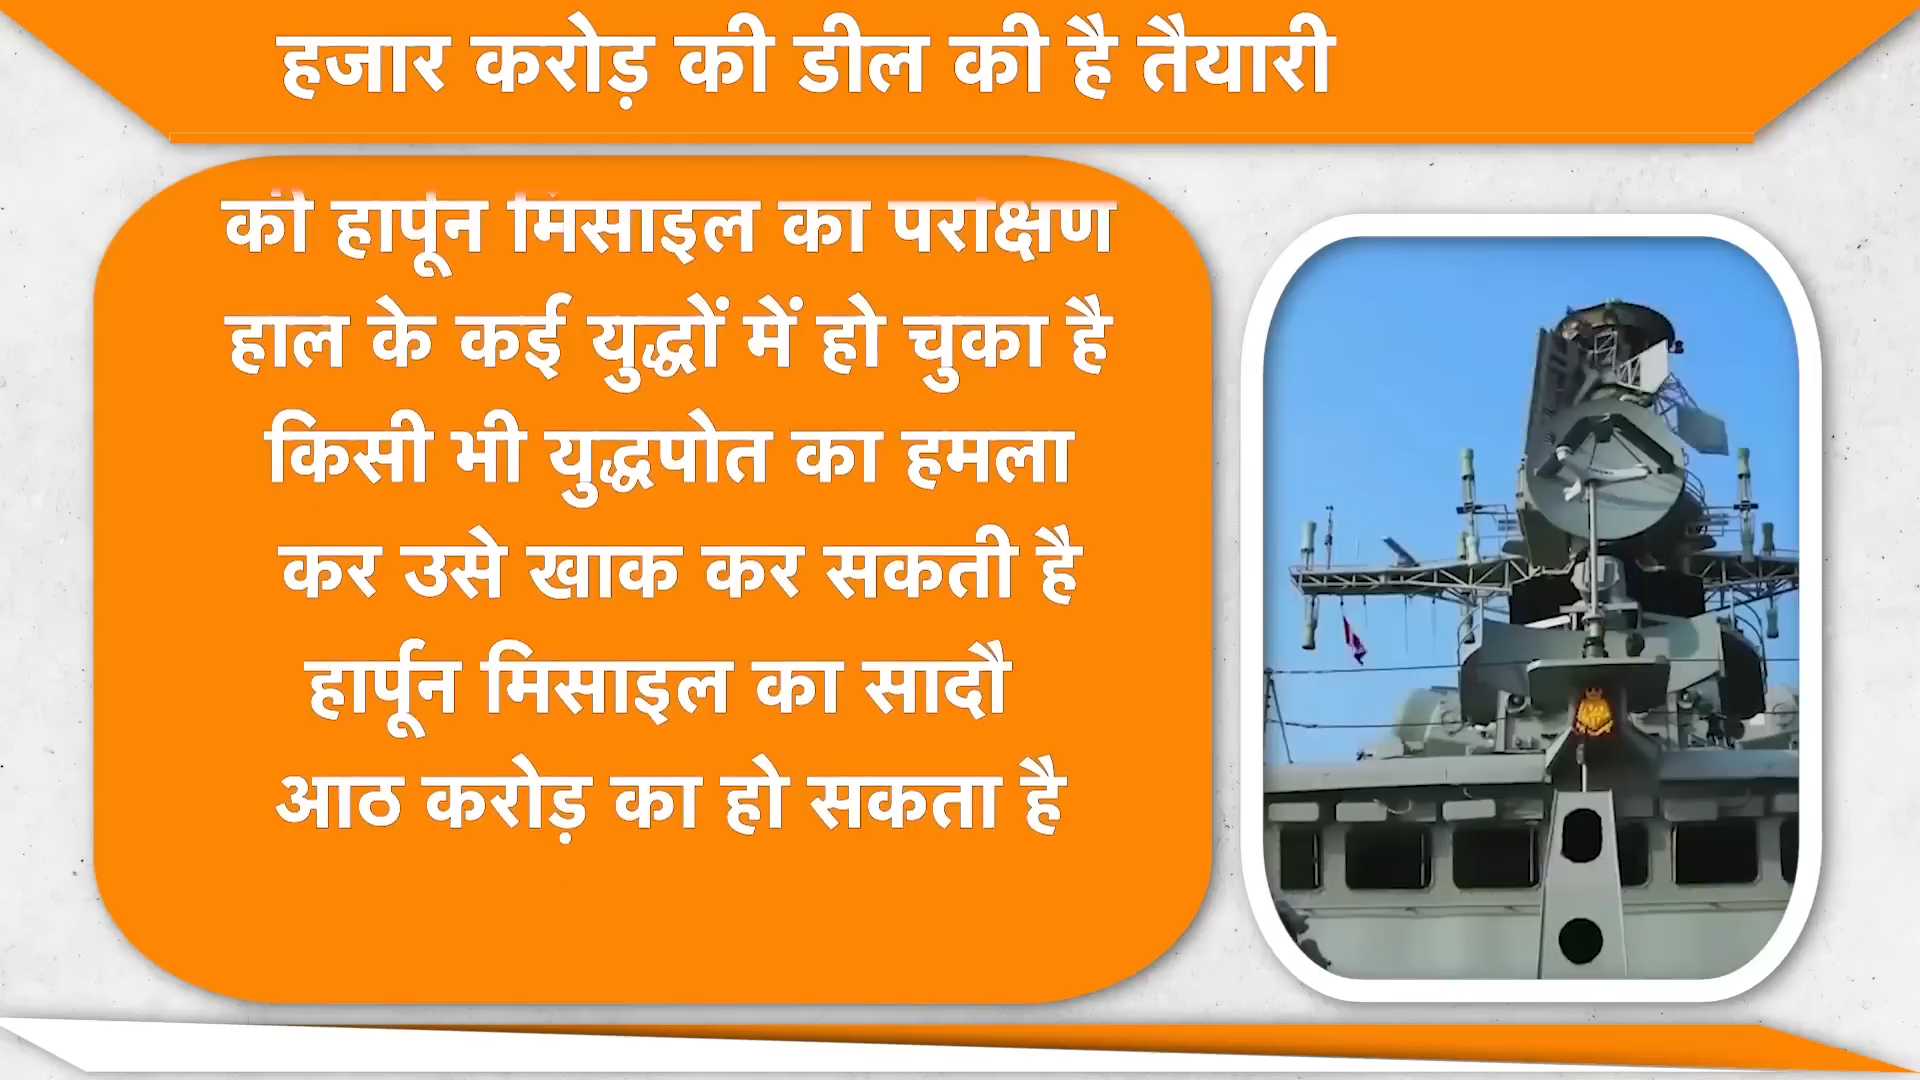 हजार करोड़ की डील की है तैयारी
की हार्पून मिसाइल का परीक्षण
हाल के कई युद्धों में हो चुका है
किसी भी युद्धपोत का हमला
कर उसे खाक कर सकती है
हार्पून मिसाइल का सादौ
आठ करोड़ का हो सकता है